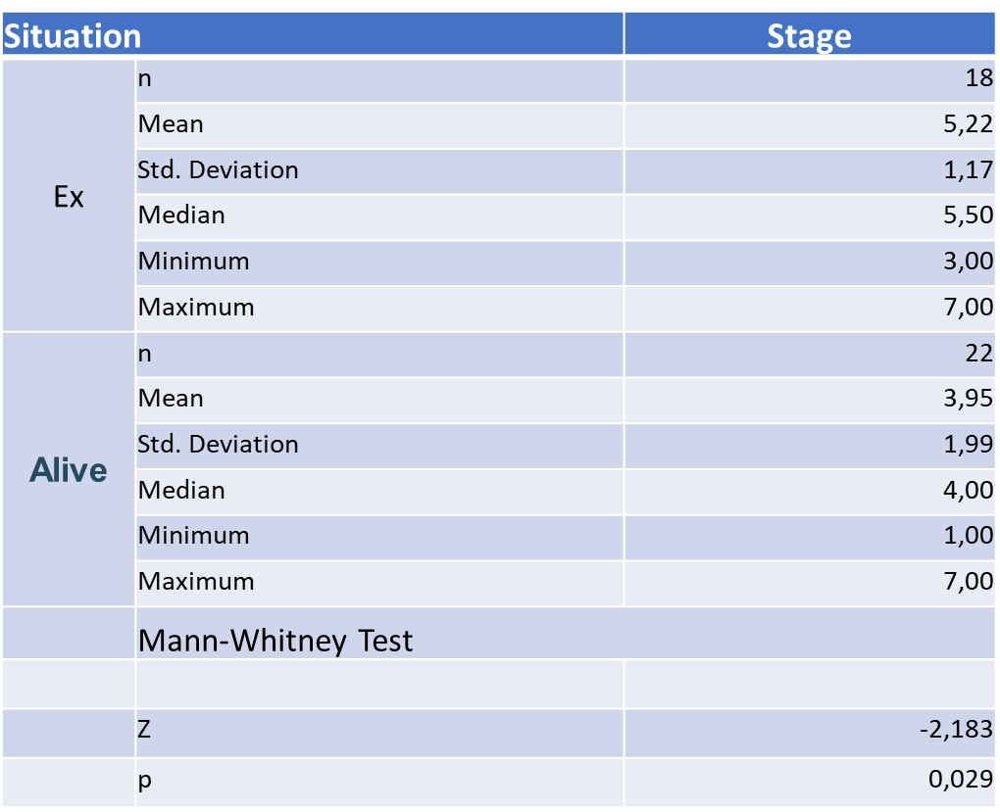 Situation Stage
Ex
n 18
Mean 5,22
Std. Deviation 1,17
Median 5,50
Minimum 3,00
Maximum 7,00
Alive
n 22
Mean 3,95
Std. Deviation 1,99
Median 4,00
Minimum 1,00
Maximum 7,00
Mann-Whitney Test
Z -2,183
p 0,029